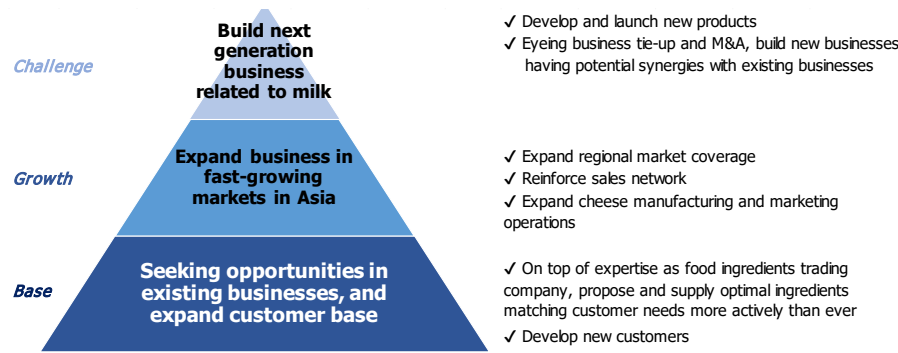 Challenge
Build next
generation
business
related to milk
✓ Develop and launch new products
✓ Eyeing business tie-up and M&A, build new businesses
having potential synergies with existing businesses
Growth
Expand business in
fast-growing
markets in Asia
✓ Expand regional market coverage
✓ Reinforce sales network
✓ Expand cheese manufacturing and marketing
operations
Base
Seeking opportunities in
existing businesses, and
expand customer base
✓ On top of expertise as food ingredients trading
company, propose and supply optimal ingredients
matching customer needs more actively than ever
✓ Develop new customers